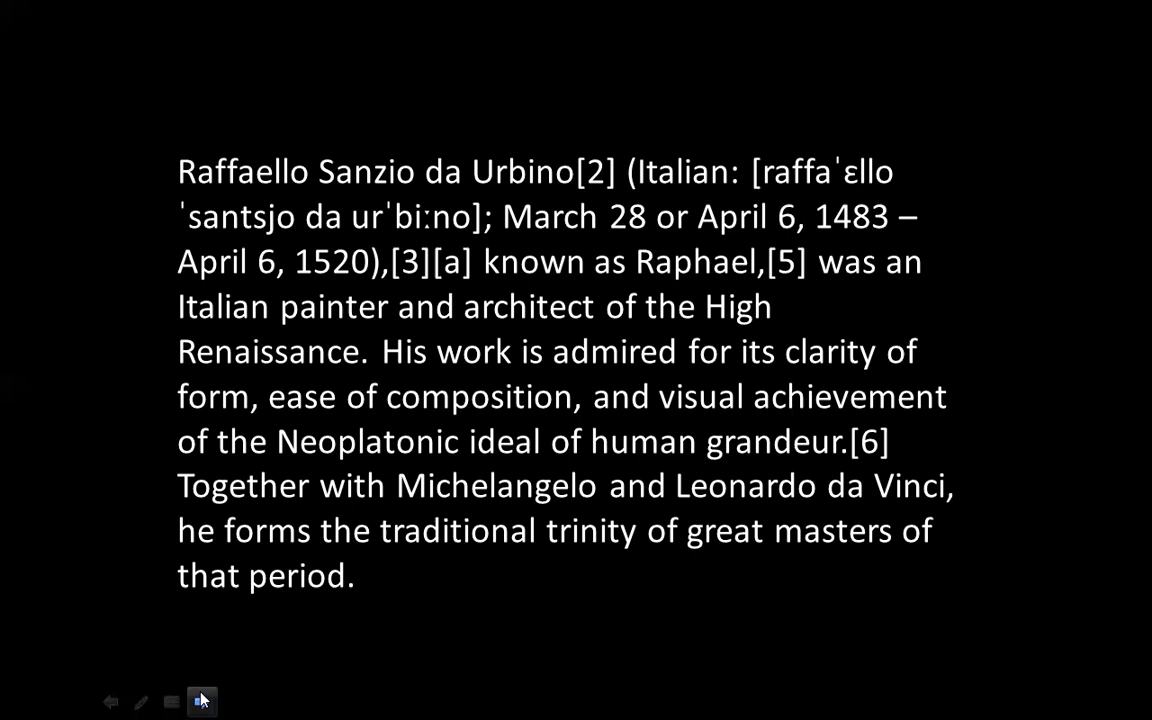 Raffaello Sanzio da Urbino[2] (Italian: [raffaˈɛllo
ˈsantsjo da urˈbiːno]; March 28 or April 6, 1483 –
April 6, 1520),[3][a] known as Raphael,[5] was an
Italian painter and architect of the High
Renaissance. His work is admired for its clarity of
form, ease of composition, and visual achievement
of the Neoplatonic ideal of human grandeur.[6]
Together with Michelangelo and Leonardo da Vinci,
he forms the traditional trinity of great masters of
that period.